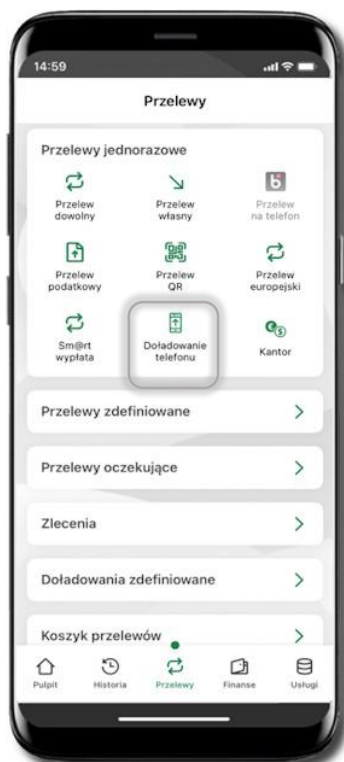 14:59
Przelewy
Przelewy jednorazowe
Przelew
dowolny
Przelew
własny
Przelew
na telefon
Przelew
podatkowy
Przelew
QR
Przelew
europejski
Sm@rt
wypłata
Doładowanie
telefonu
Kantor
Przelewy zdefiniowane
Przelewy oczekujące
Zlecenia
Doładowania zdefiniowane
Koszyk przelewów
Pulpit
Historia
Przelewy
Finanse
Usługi